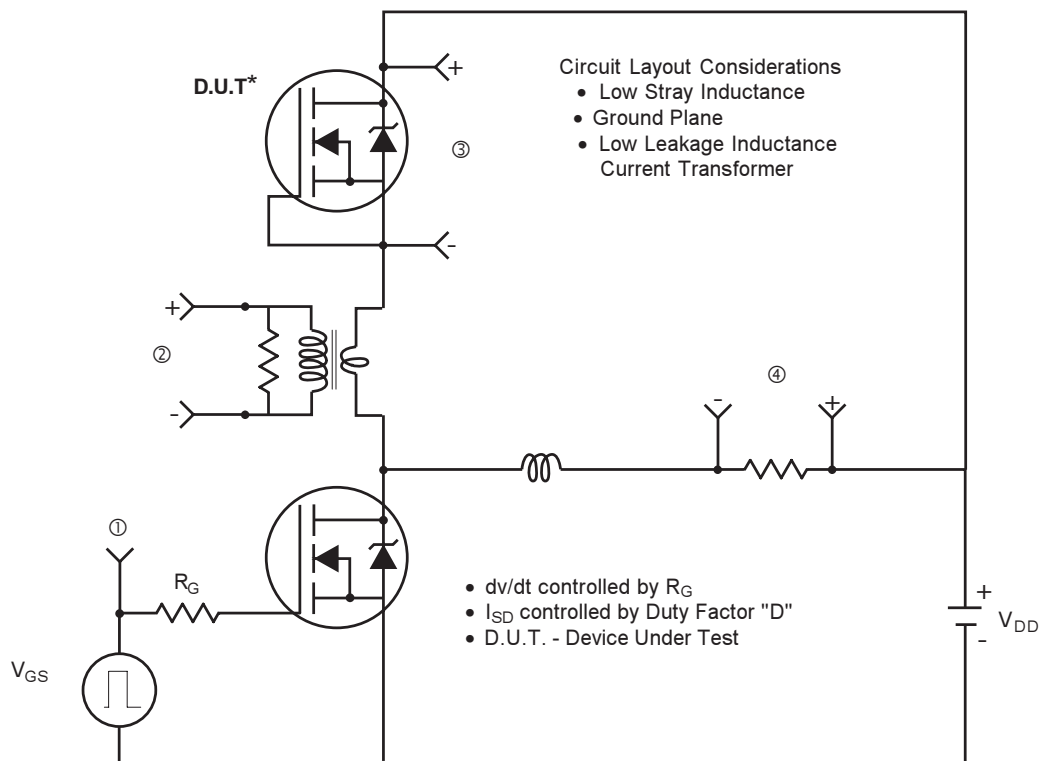 D.U.T*
+
Circuit Layout Considerations
• Low Stray Inductance
• Ground Plane
• Low Leakage Inductance
Current Transformer
③
-
+
②
-
④
-
+
①
R_G
• dv/dt controlled by R_G
• I_SD controlled by Duty Factor "D"
• D.U.T. - Device Under Test
+
V_DD
-
V_GS